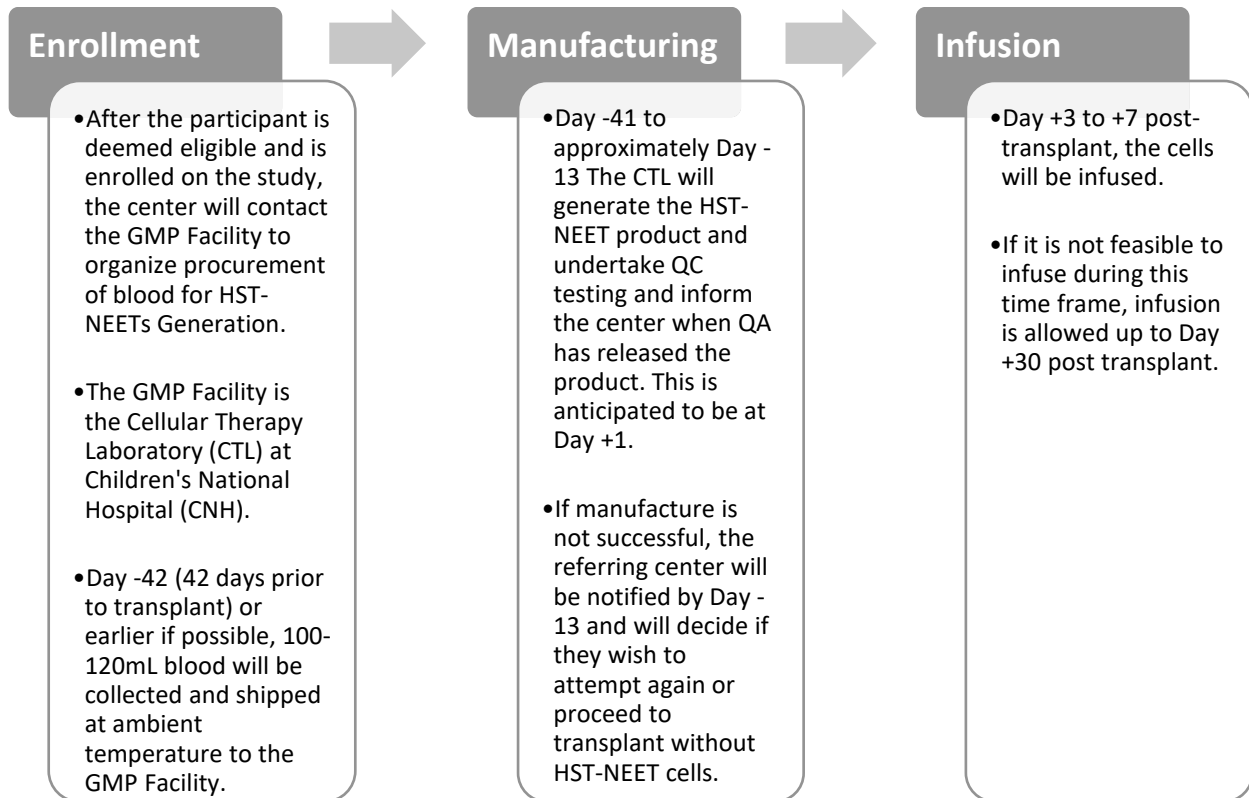 Enrollment
•After the participant is
deemed eligible and is
enrolled on the study,
the center will contact
the GMP Facility to
organize procurement
of blood for HST-
NEETs Generation.
•The GMP Facility is
the Cellular Therapy
Laboratory (CTL) at
Children's National
Hospital (CNH).
•Day -42 (42 days prior
to transplant) or
earlier if possible, 100-
120mL blood will be
collected and shipped
at ambient
temperature to the
GMP Facility.
Manufacturing
•Day -41 to
approximately Day -
13 The CTL will
generate the HST-
NEET product and
undertake QC
testing and inform
the center when QA
has released the
product. This is
anticipated to be at
Day +1.
•If manufacture is
not successful, the
referring center will
be notified by Day -
13 and will decide if
they wish to
attempt again or
proceed to
transplant without
HST-NEET cells.
Infusion
•Day +3 to +7 post-
transplant, the cells
will be infused.
•If it is not feasible to
infuse during this
time frame, infusion
is allowed up to Day
+30 post transplant.